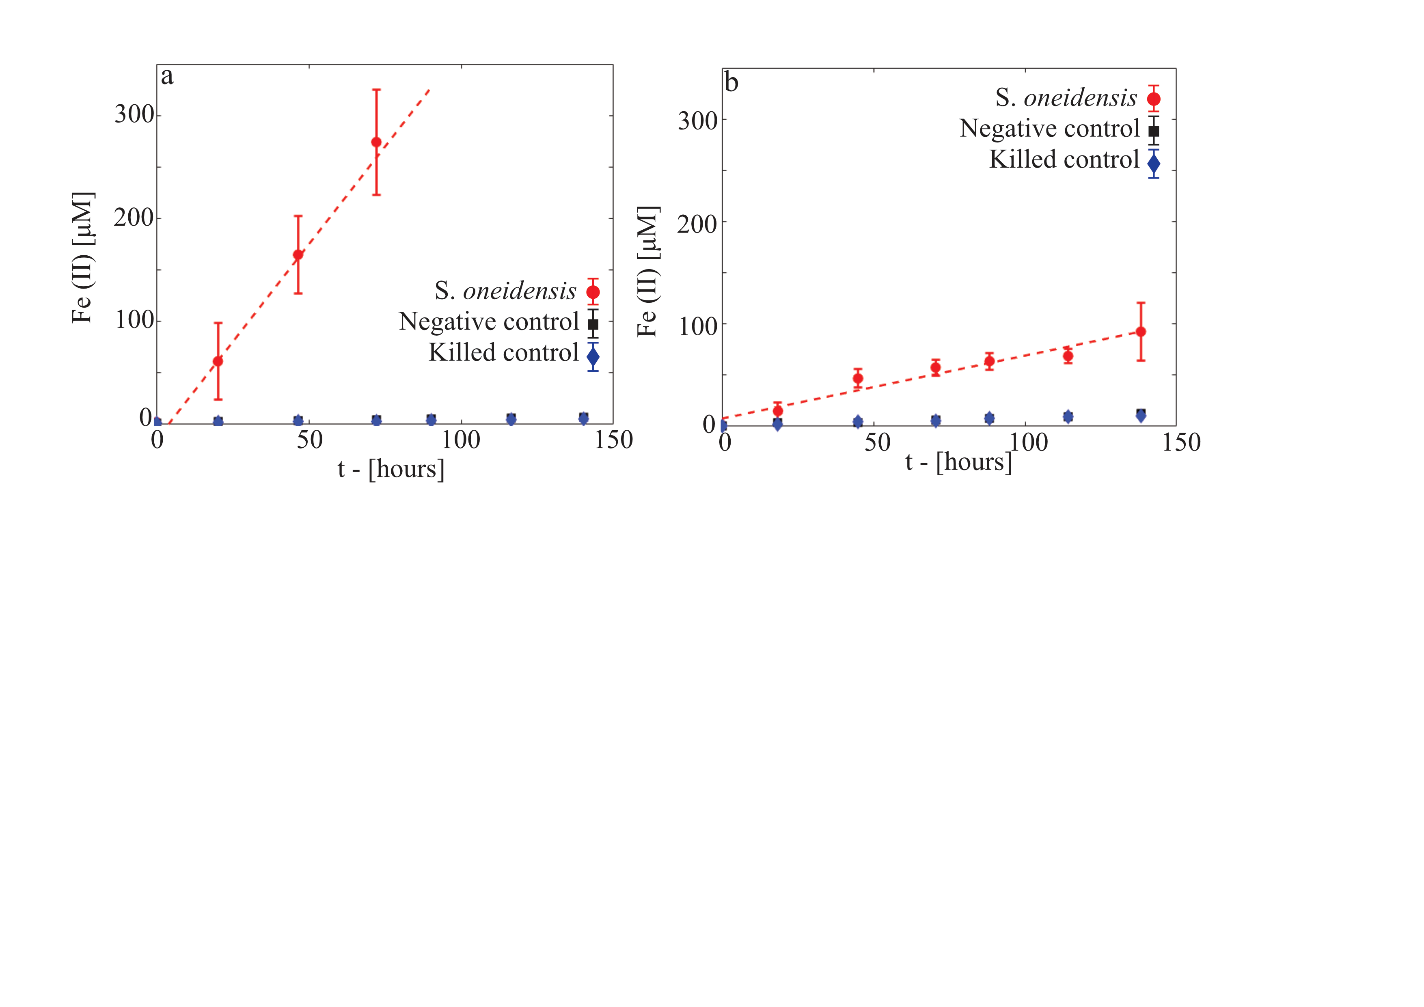 a
300
200
100
0
Fe (II) [µM]
S. oneidensis
Negative control
Killed control
0 50 100 150
t - [hours]
b
300
200
100
0
Fe (II) [µM]
S. oneidensis
Negative control
Killed control
0 50 100 150
t - [hours]